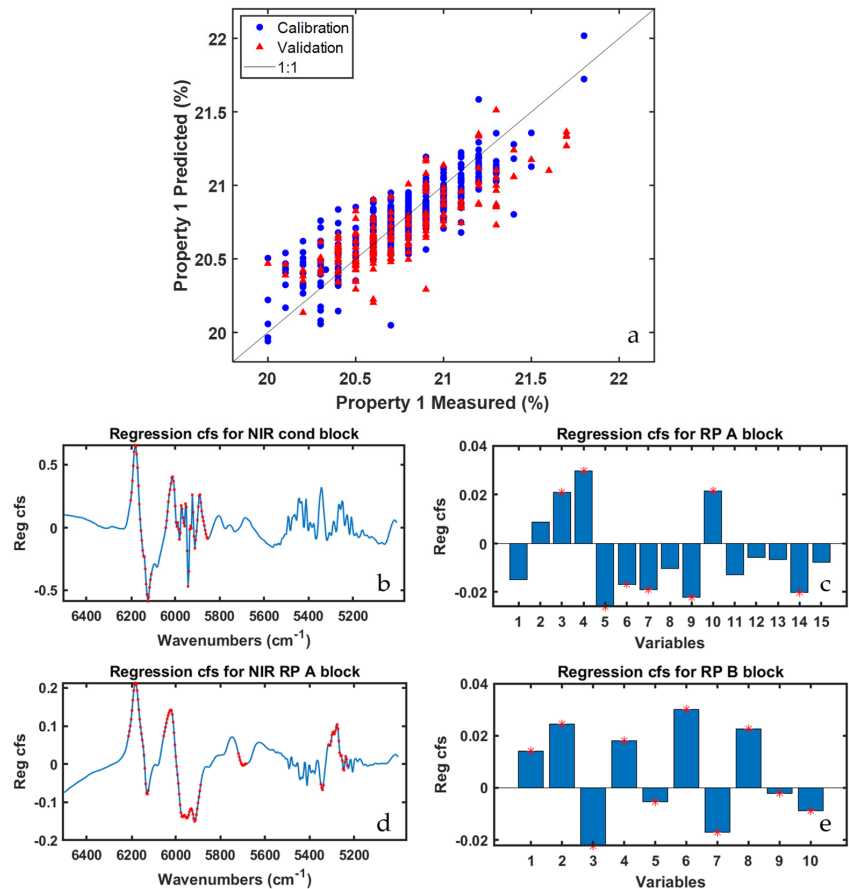 Calibration
Validation
1:1
22
21.5
21
20.5
20
Property 1 Predicted (%)
a
20 20.5 21 21.5 22
Property 1 Measured (%)
Regression cfs for NIR cond block
0.5
0
-0.5
Reg cfs
b
6400 6200 6000 5800 5600 5400 5200
Wavenumbers (cm-1)
Regression cfs for RP A block
0.04
0.02
0
-0.02
Reg cfs
c
1 2 3 4 5 6 7 8 9 10 11 12 13 14 15
Variables
Regression cfs for NIR RP A block
0.2
0.1
0
-0.1
-0.2
Reg cfs
d
6400 6200 6000 5800 5600 5400 5200
Wavenumbers (cm-1)
Regression cfs for RP B block
0.04
0.02
0
-0.02
Reg cfs
e
1 2 3 4 5 6 7 8 9 10
Variables